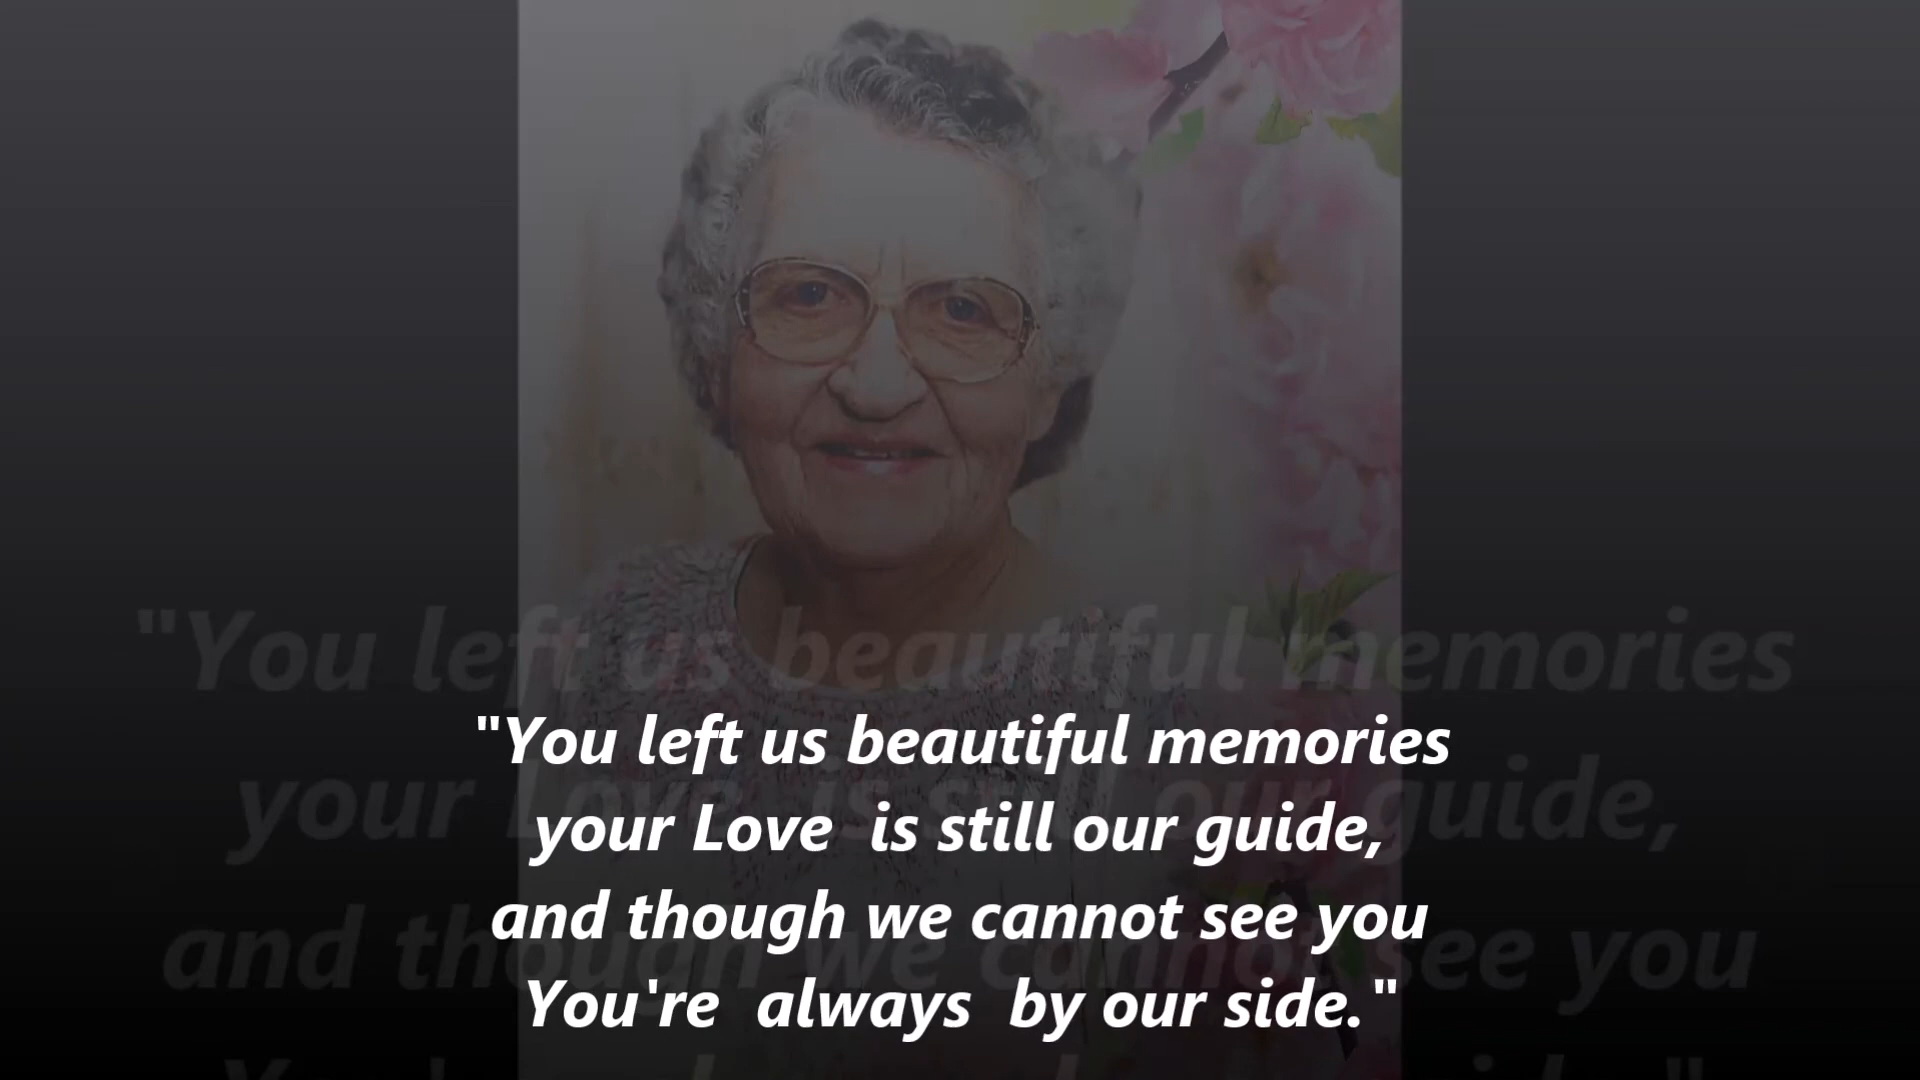 "You left us beautiful memories
your Love  is still our guide,
and though we cannot see you
You're  always  by our side."